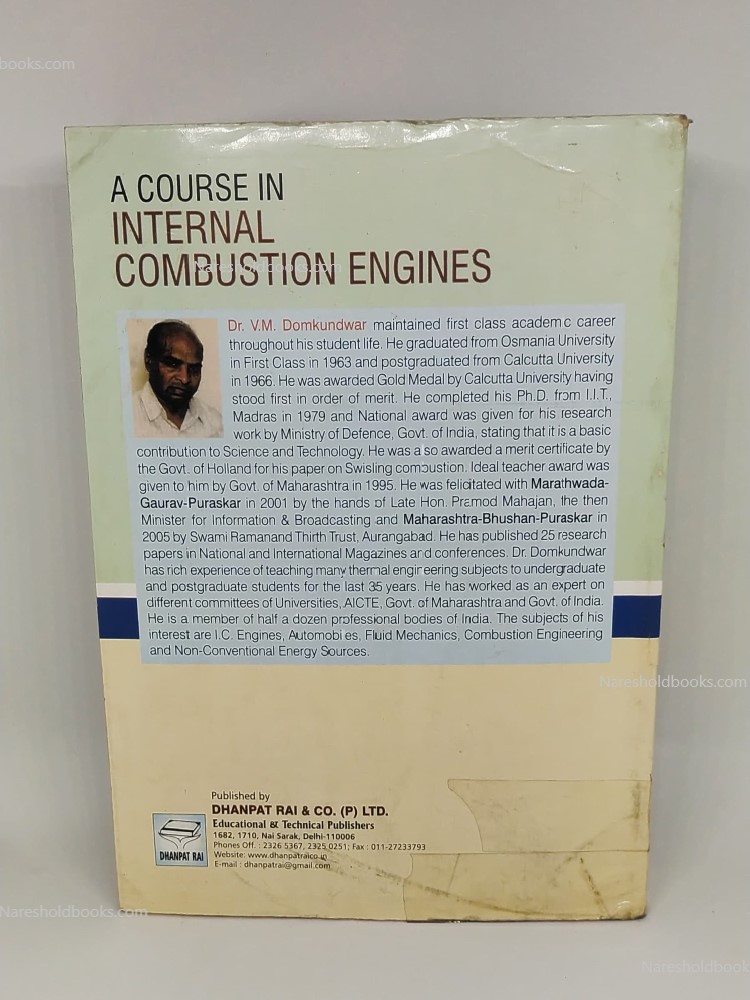 books.com
A COURSE IN
INTERNAL
COMBUSTION ENGINES
Naresholdbooks.com
Dr. V.M. Domkundwar maintained first class academic career
throughout his student life. He graduated from Osmania University
in First Class in 1963 and postgraduated from Calcutta University
in 1966. He was awarded Gold Medal by Calcutta University having
stood first in order of merit. He completed his Ph.D. from I.I.T.,
Madras in 1979 and National award was given for his research
work by Ministry of Defence, Govt. of India, stating that it is a basic
contribution to Science and Technology. He was also awarded a merit certificate by
the Govt. of Holland for his paper on Swisling combustion. Ideal teacher award was
given to him by Govt. of Maharashtra in 1995. He was felicitated with Marathwada-
Gaurav-Puraskar in 2001 by the hands of Late Hon. Pramod Mahajan, the then
Minister for Information & Broadcasting and Maharashtra-Bhushan-Puraskar in
2005 by Swami Ramanand Thirth Trust, Aurangabad. He has published 25 research
papers in National and International Magazines and conferences. Dr. Domkundwar
has rich experience of teaching many thermal engineering subjects to undergraduate
and postgraduate students for the last 35 years. He has worked as an expert on
different committees of Universities, AICTE, Govt. of Maharashtra and Govt. of India.
He is a member of half a dozen professional bodies of India. The subjects of his
interest are I.C. Engines, Automobiles, Fluid Mechanics, Combustion Engineering
and Non-Conventional Energy Sources.
Naresholdbooks.com
Published by
DHANPAT RAI & CO. (P) LTD.
Educational & Technical Publishers
1682, 1710, Nai Sarak, Delhi-110006
Phones Off. : 2326 5367, 2325 0251; Fax : 011-27233793
Website: www.dhanpatraico.in
E-mail : dhanpatrai@gmail.com
DHANPAT RAI
Naresholdbooks.com
Naresholdbooks